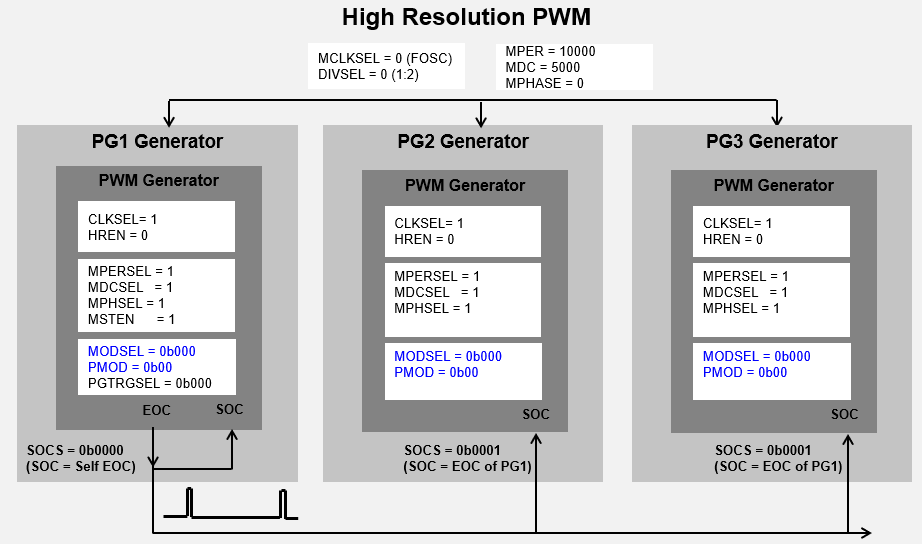 High Resolution PWM
MCLKSEL = 0 (FOSC)
DIVSEL = 0 (1:2)
MPER = 10000
MDC = 5000
MPHASE = 0
PG1 Generator
PWM Generator
CLKSEL= 1
HREN = 0
MPERSEL = 1
MDCSEL = 1
MPHSEL = 1
MSTEN = 1
MODSEL = 0b000
PMOD = 0b00
PGTRGSEL = 0b000
EOC
SOC
SOCS = 0b0000
(SOC = Self EOC)
PG2 Generator
PWM Generator
CLKSEL= 1
HREN = 0
MPERSEL = 1
MDCSEL = 1
MPHSEL = 1
MODSEL = 0b000
PMOD = 0b00
SOC
SOCS = 0b0001
(SOC = EOC of PG1)
PG3 Generator
PWM Generator
CLKSEL= 1
HREN = 0
MPERSEL = 1
MDCSEL = 1
MPHSEL = 1
MODSEL = 0b000
PMOD = 0b00
SOC
SOCS = 0b0001
(SOC = EOC of PG1)